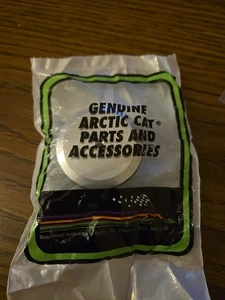 GENUINE
ARCTIC CAT®
PARTS AND
ACCESSORIES